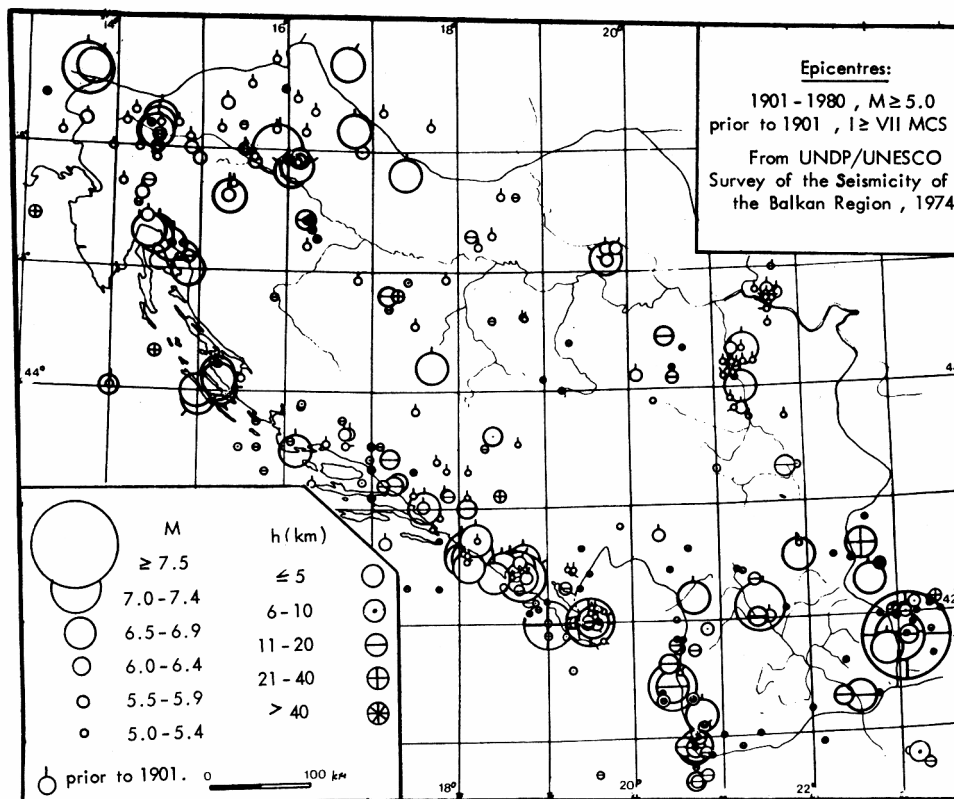 14
16
18
20
Epicentres:
1901-1980, M≥5.0
prior to 1901, I≥ VII MCS
From UNDP/UNESCO
Survey of the Seismicity of
the Balkan Region, 1974
44°
M
h(km)
≥ 7.5
≤ 5
7.0-7.4
6-10
6.5-6.9
11-20
6.0-6.4
21-40
5.5-5.9
> 40
5.0-5.4
prior to 1901.
0 100 KM
42
18°
20
22